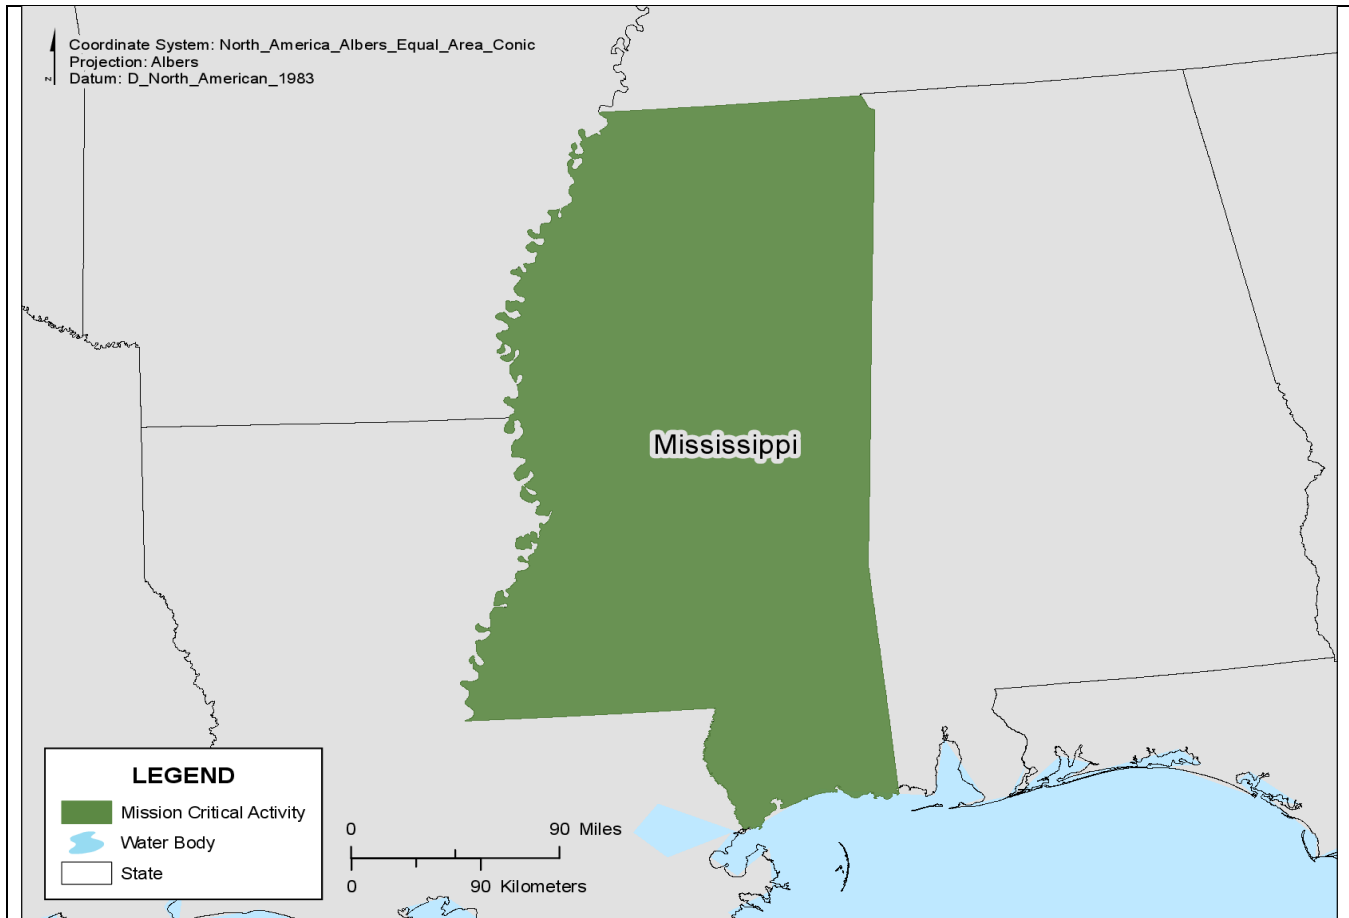 Coordinate System: North_America_Albers_Equal_Area_Conic
Projection: Albers
Datum: D_North_American_1983
N
Mississippi
LEGEND
Mission Critical Activity
Water Body
State
0 90 Miles
0 90 Kilometers